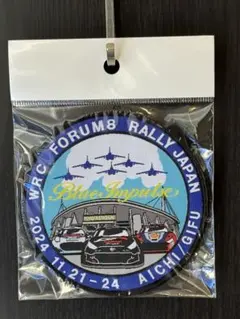 WRC FORUM8 RALLY JAPAN
Blue Impulse
2024 11.21-24 AICHI/GIFU